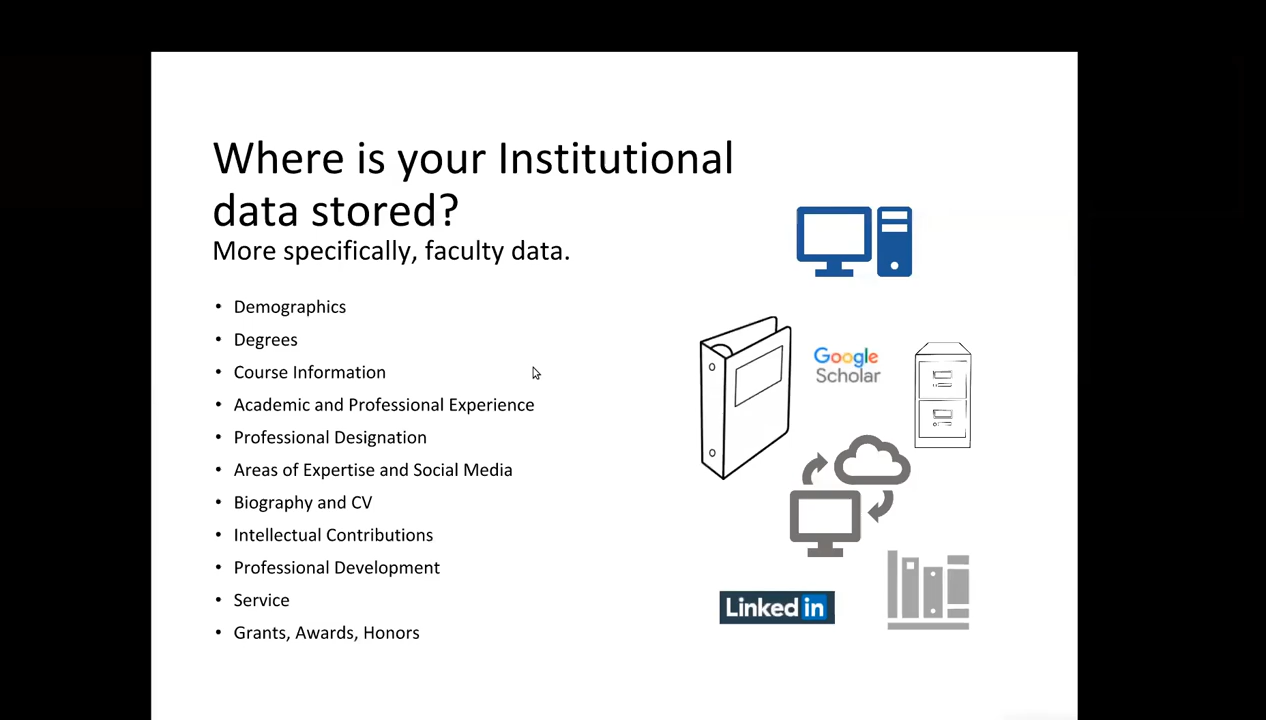 Where is your Institutional
data stored?
More specifically, faculty data.
• Demographics
• Degrees
• Course Information
• Academic and Professional Experience
• Professional Designation
• Areas of Expertise and Social Media
• Biography and CV
• Intellectual Contributions
• Professional Development
• Service
• Grants, Awards, Honors
Google
Scholar
Linked in